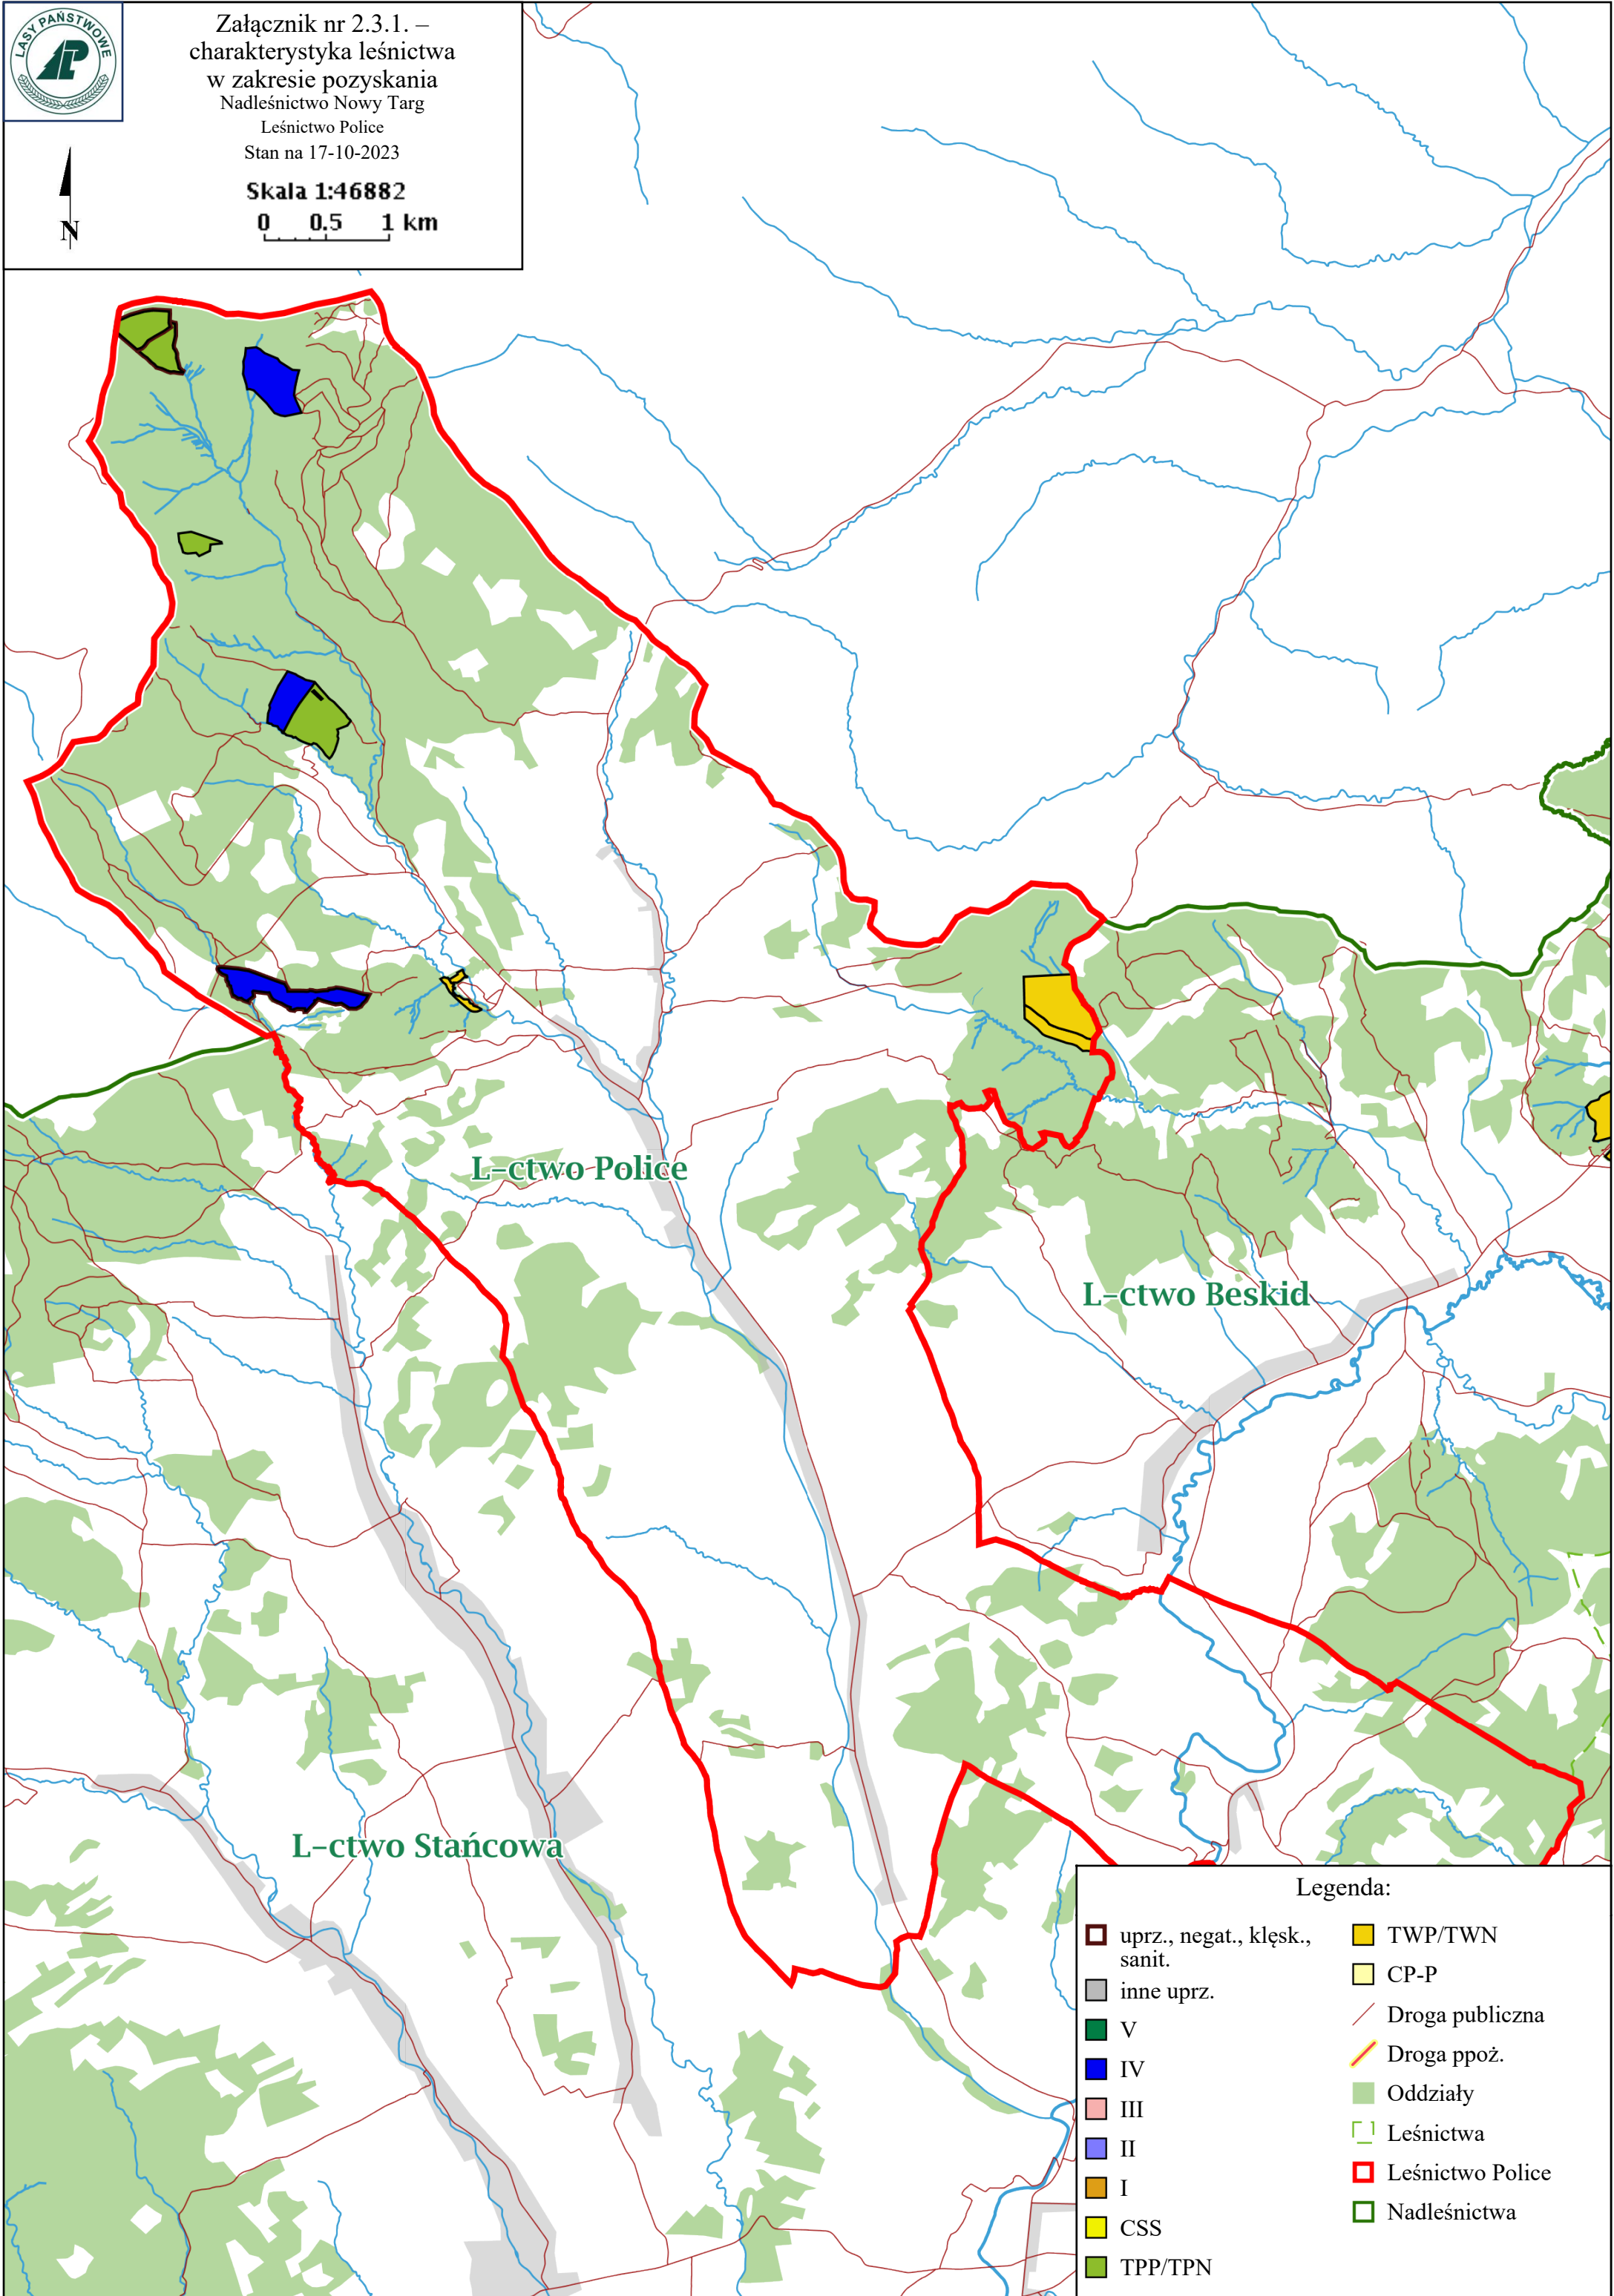 LASY PAŃSTWOWE
Załącznik nr 2.3.1. –
charakterystyka leśnictwa
w zakresie pozyskania
Nadleśnictwo Nowy Targ
Leśnictwo Police
Stan na 17-10-2023
Skala 1:46882
0 0.5 1 km
N
L-ctwo Police
L-ctwo Beskid
L-ctwo Stańcowa
Legenda:
uprz., negat., klęsk.,
sanit.
inne uprz.
V
IV
III
II
I
CSS
TPP/TPN
TWP/TWN
CP-P
Droga publiczna
Droga ppoż.
Oddziały
Leśnictwa
Leśnictwo Police
Nadleśnictwa